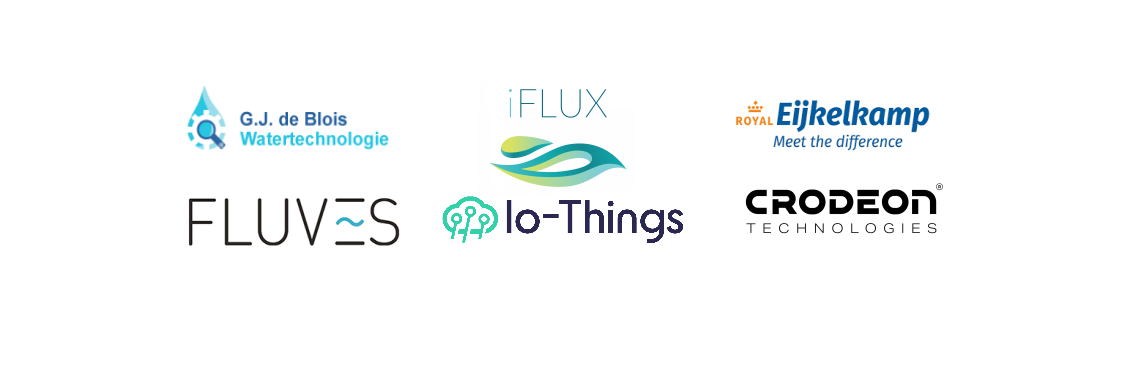 G.J. de Blois
Watertechnologie
iFLUX
ROYAL Eijkelkamp
Meet the difference
FLUVES
Io-Things
CRODEON®
TECHNOLOGIES